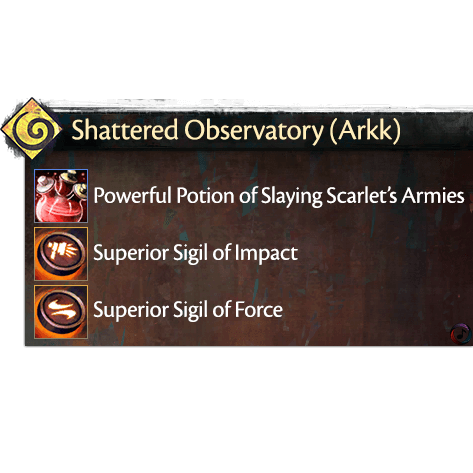 Shattered Observatory (Arkk)
Powerful Potion of Slaying Scarlet's Armies
Superior Sigil of Impact
Superior Sigil of Force